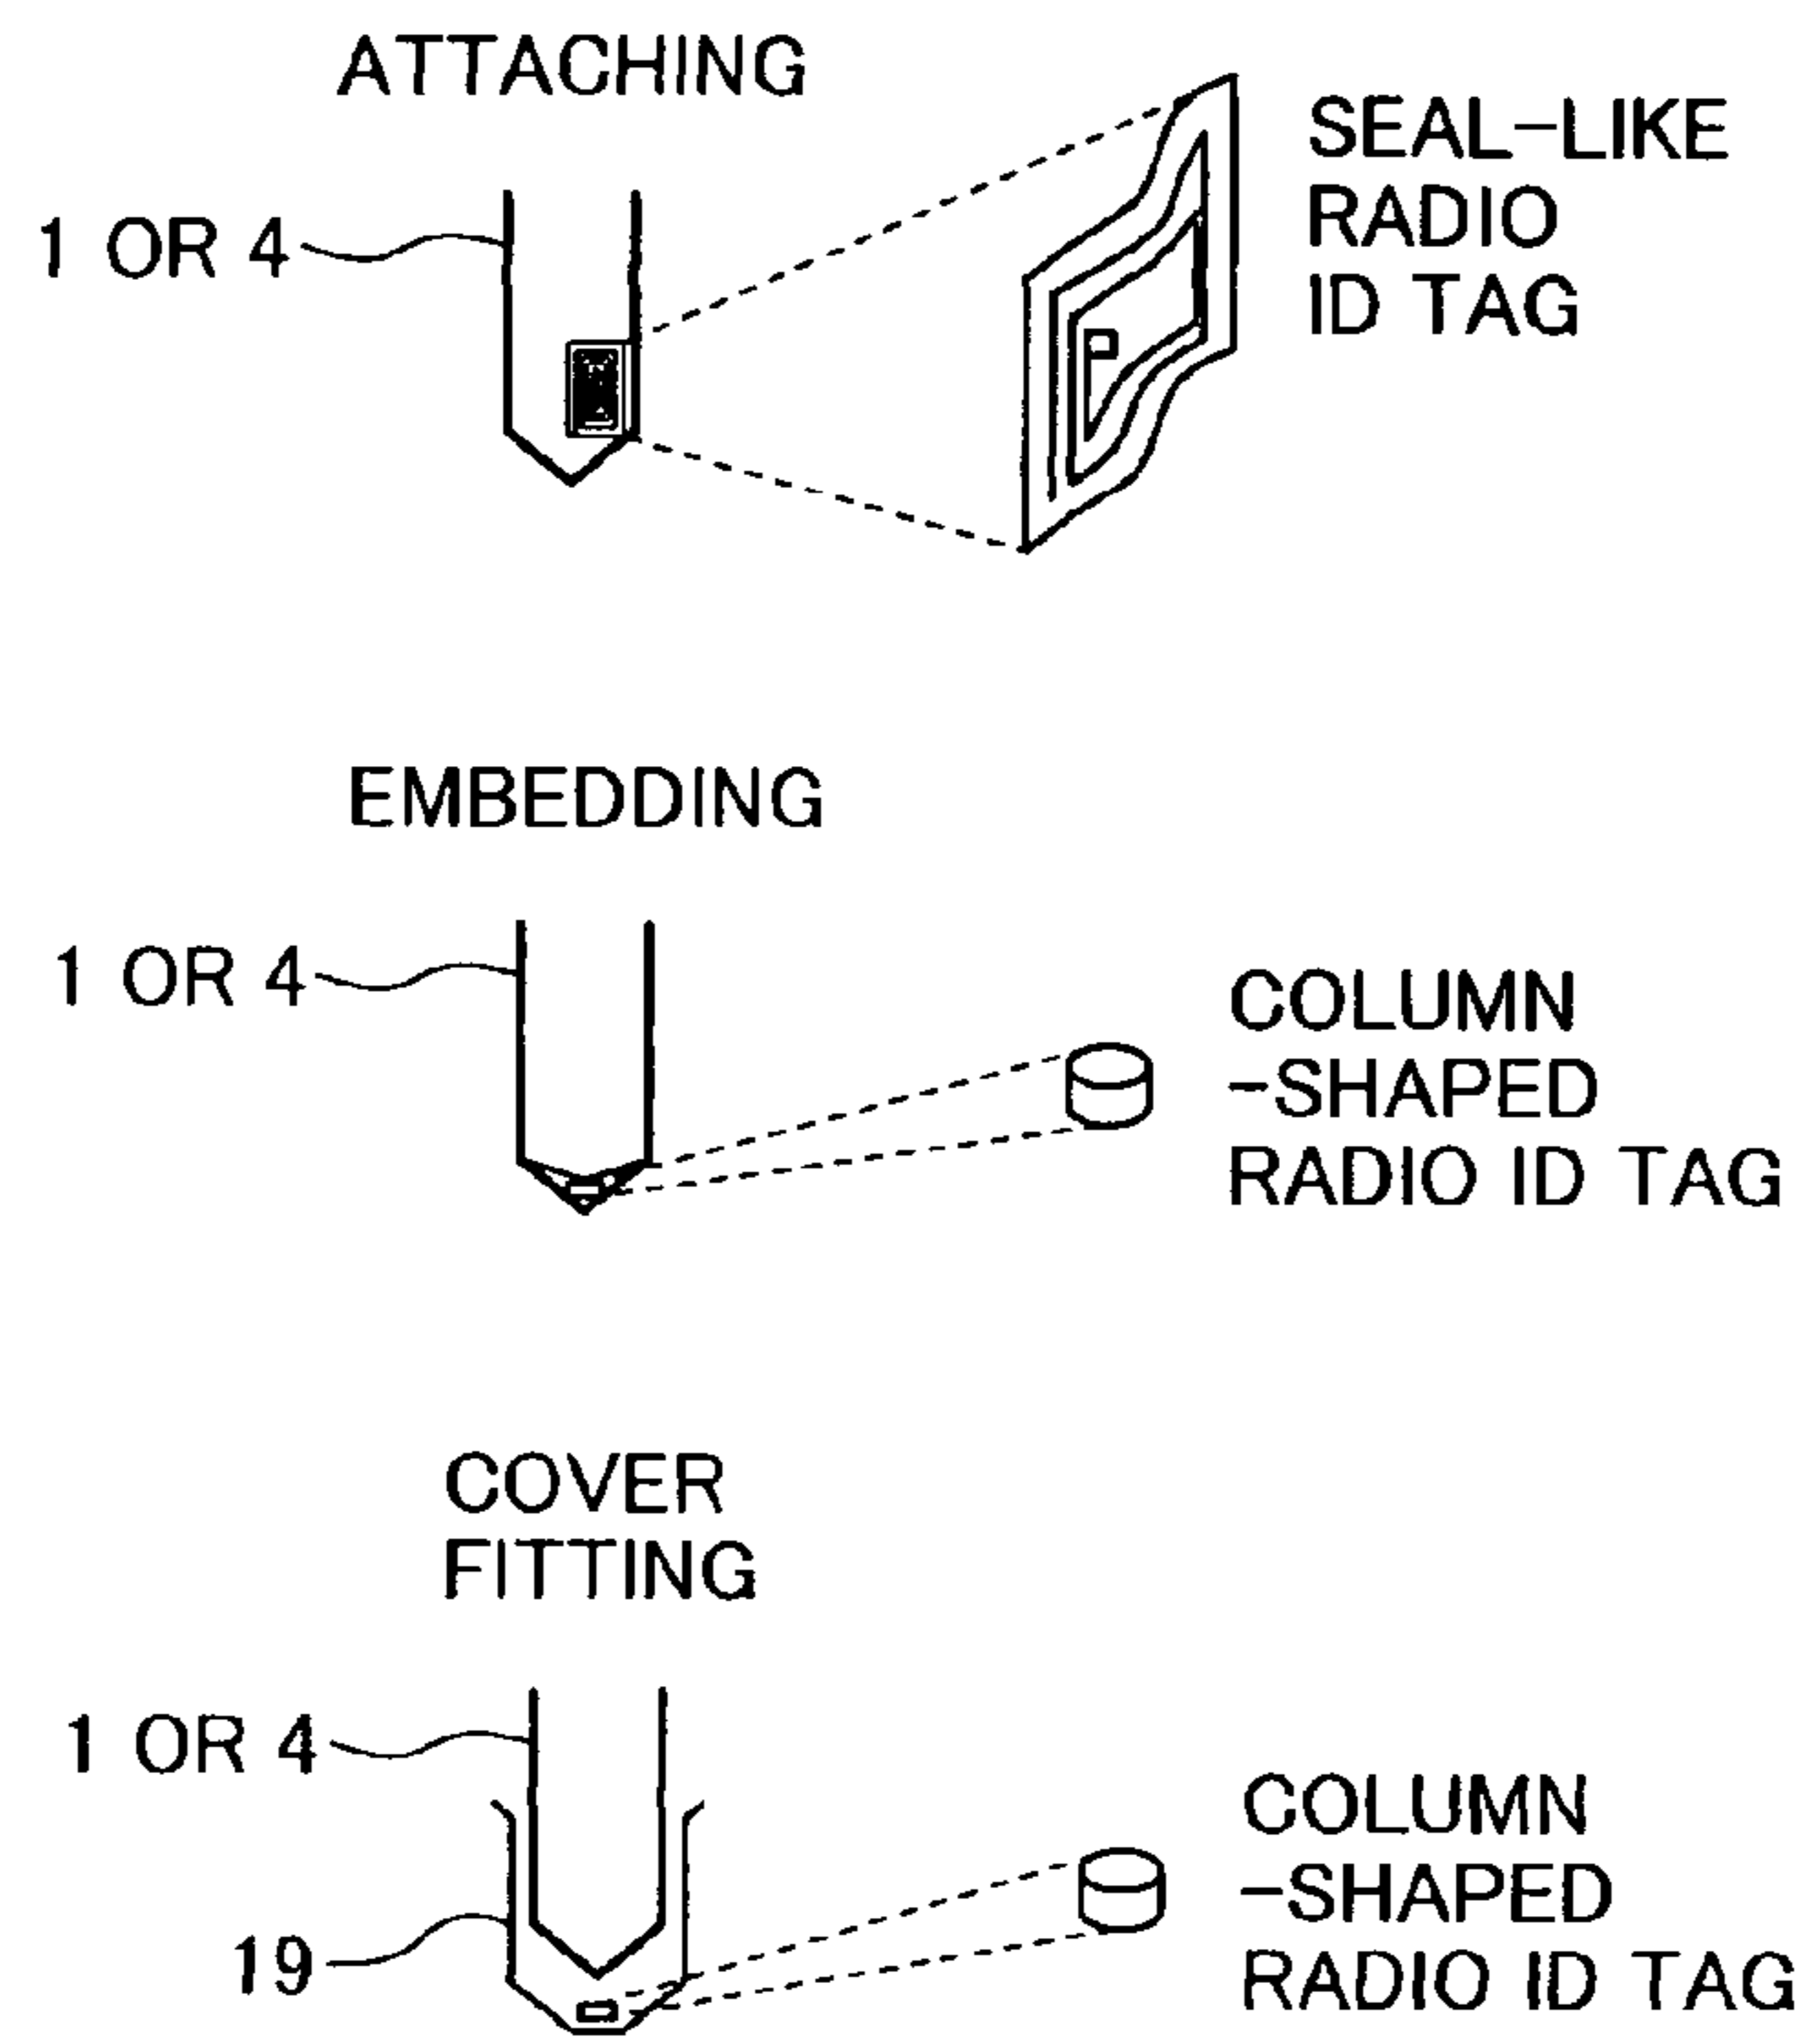 ATTACHING
SEAL-LIKE
RADIO
ID TAG
1 OR 4
EMBEDDING
1 OR 4
COLUMN
-SHAPED
RADIO ID TAG
COVER
FITTING
1 OR 4
19
COLUMN
-SHAPED
RADIO ID TAG